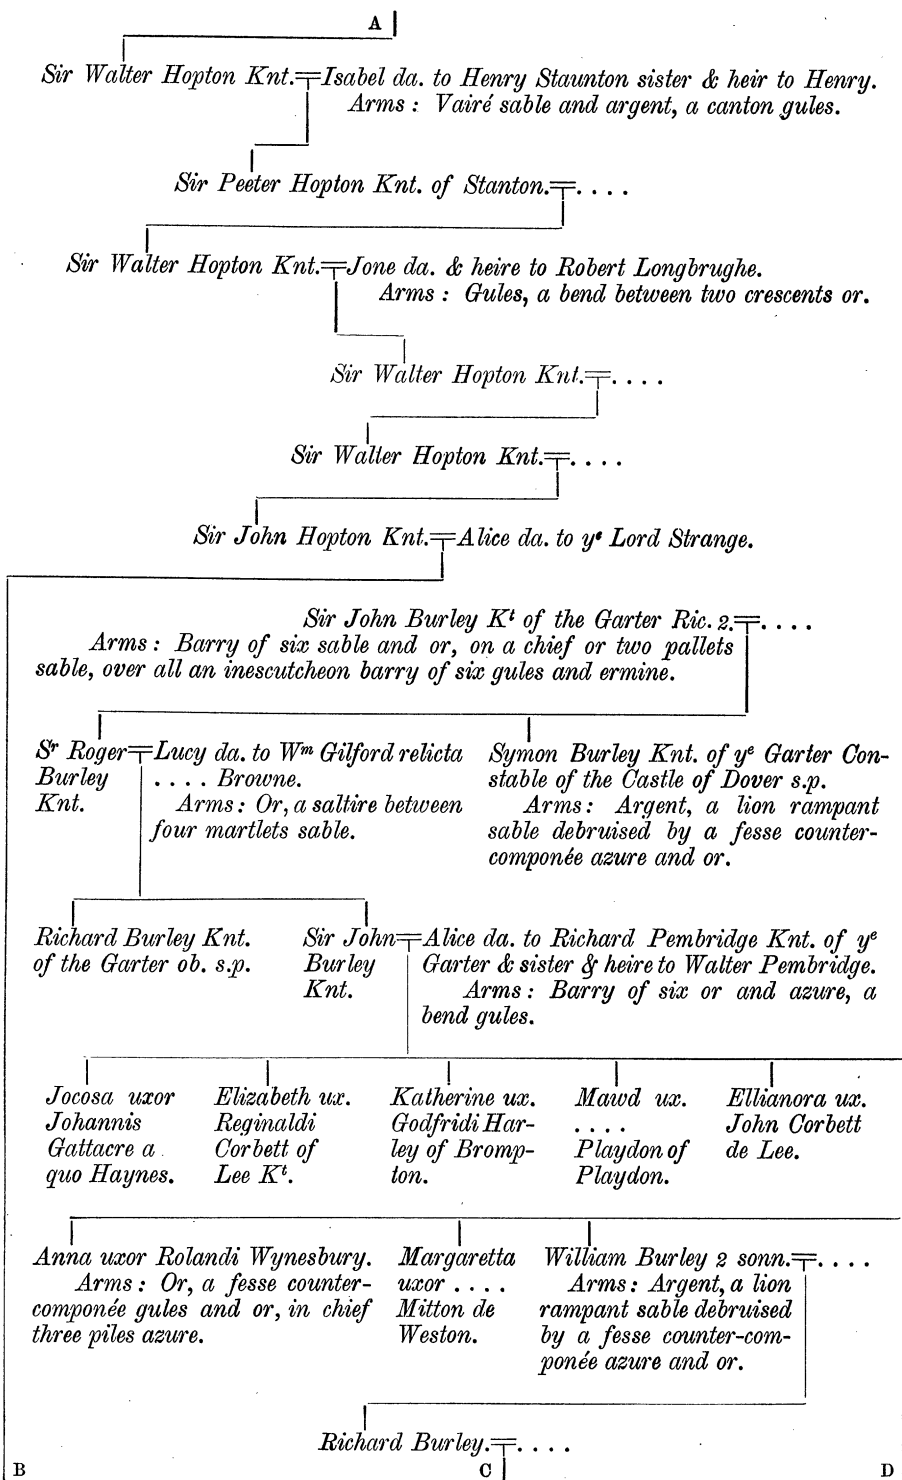 A
Sir Walter Hopton Knt.=Isabel da. to Henry Staunton sister & heir to Henry.
Arms : Vairé sable and argent, a canton gules.
Sir Peeter Hopton Knt. of Stanton.=. . . .
Sir Walter Hopton Knt.=Jone da. & heire to Robert Longbrughe.
Arms : Gules, a bend between two crescents or.
Sir Walter Hopton Knt.=. . . .
Sir Walter Hopton Knt.=. . . .
Sir John Hopton Knt.=Alice da. to yᵉ Lord Strange.
Sir John Burley Kᵗ of the Garter Ric. 2.=. . . .
Arms : Barry of six sable and or, on a chief or two pallets
sable, over all an inescutcheon barry of six gules and ermine.
Sʳ Roger=Lucy da. to Wᵐ Gilford relicta
Burley
Knt.
. . . . Browne.
Arms : Or, a saltire between
four martlets sable.
Symon Burley Knt. of yᵉ Garter Con-
stable of the Castle of Dover s.p.
Arms : Argent, a lion rampant
sable debruised by a fesse counter-
componée azure and or.
Richard Burley Knt.
of the Garter ob. s.p.
Sir John=Alice da. to Richard Pembridge Knt. of yᵉ
Burley
Knt.
Garter & sister & heire to Walter Pembridge.
Arms : Barry of six or and azure, a
bend gules.
Jocosa uxor
Johannis
Gattacre a
quo Haynes.
Elizabeth ux.
Reginaldi
Corbett of
Lee Kᵗ.
Katherine ux.
Godfridi Har-
ley of Bromp-
ton.
Mawd ux.
. . . .
Playdon of
Playdon.
Ellianora ux.
John Corbett
de Lee.
Anna uxor Rolandi Wynesbury.
Arms : Or, a fesse counter-
componée gules and or, in chief
three piles azure.
Margaretta
uxor . . . .
Mitton de
Weston.
William Burley 2 sonn.=. . . .
Arms : Argent, a lion
rampant sable debruised
by a fesse counter-com-
ponée azure and or.
Richard Burley.=. . . .
B
C
D